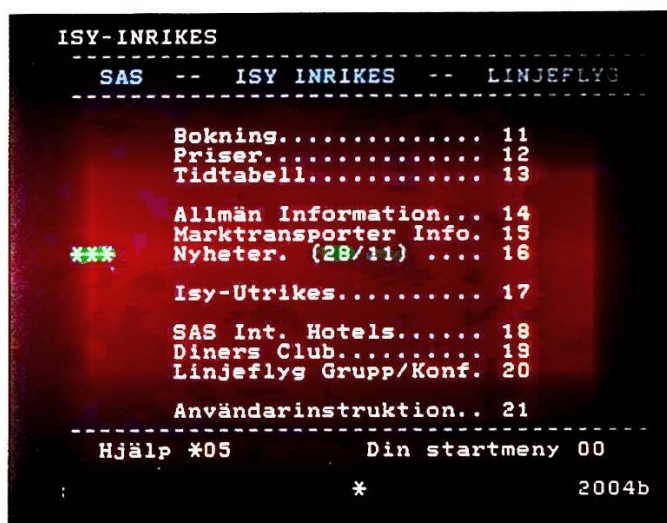 ISY-INRIKES
SAS -- ISY INRIKES -- LINJEFLYG
Bokning............... 11
Priser................ 12
Tidtabell............. 13
Allmän Information... 14
Marktransporter Info. 15
*** Nyheter. (28/11) .... 16
Isy-Utrikes.......... 17
SAS Int. Hotels...... 18
Diners Club.......... 19
Linjeflyg Grupp/Konf. 20
Användarinstruktion.. 21
Hjälp *05 Din startmeny 00
: * 2004b